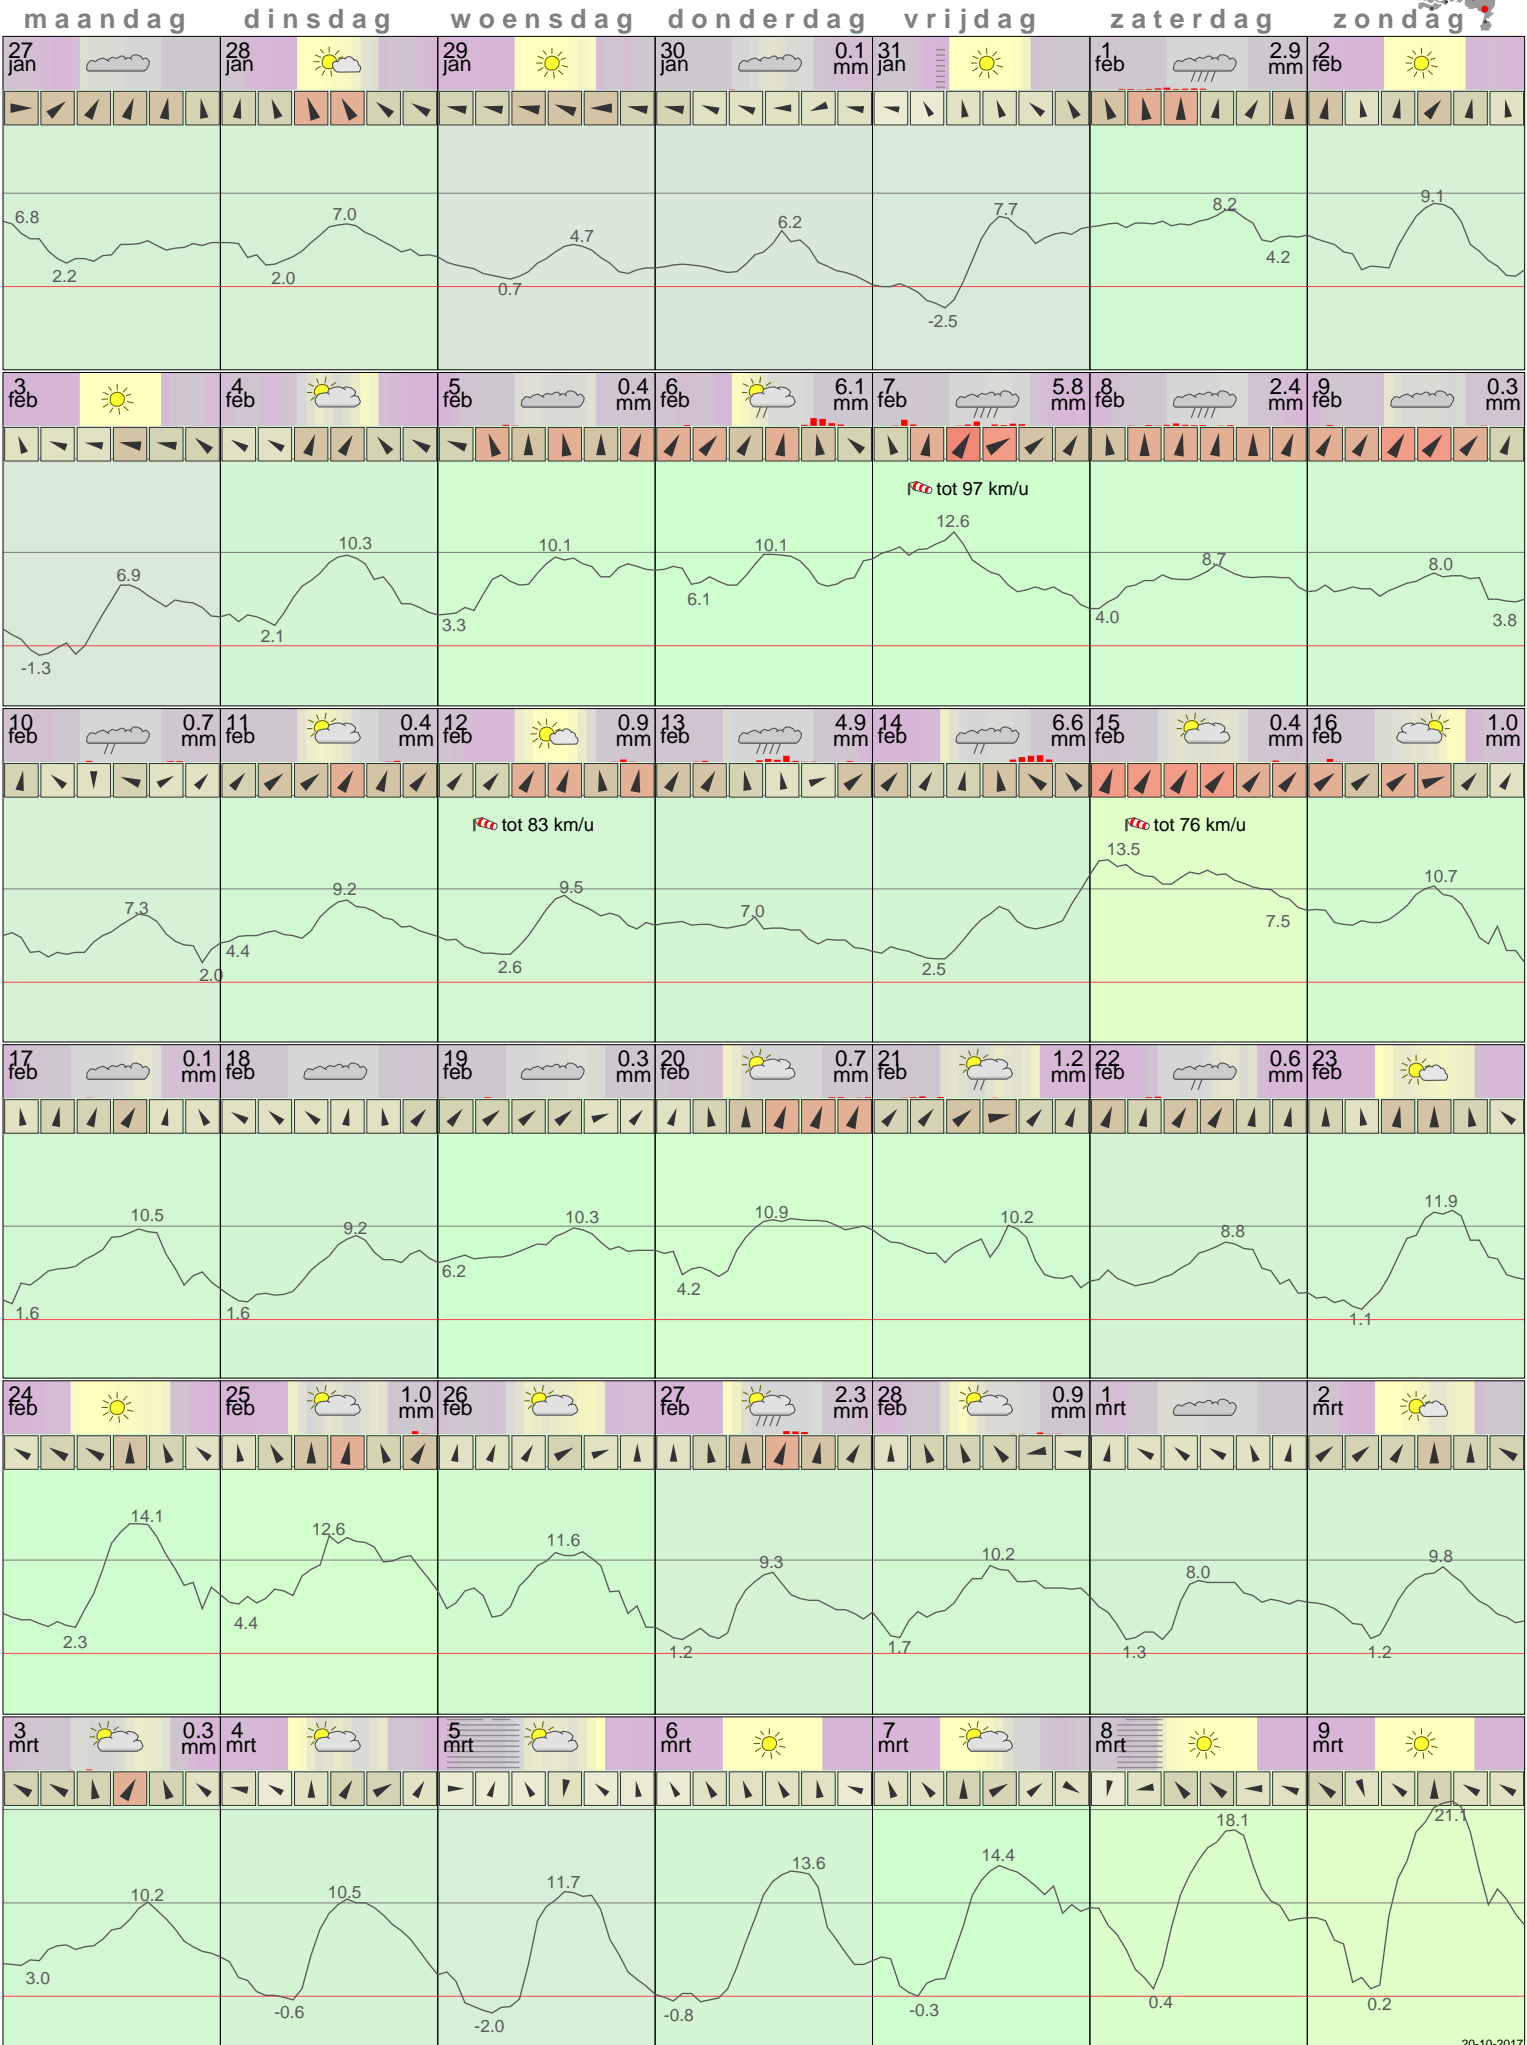 maandag dinsdag woensdag donderdag vrijdag zaterdag zondag
27 jan
28 jan
29 jan
30 jan 0.1 mm
31 jan
1 feb 2.9 mm
2 feb
6.8 2.2
2.0 7.0
0.7 4.7
6.2
-2.5 7.7
8.2 4.2
9.1
3 feb
4 feb
5 feb 0.4 mm
6 feb 6.1 mm
7 feb 5.8 mm
8 feb 2.4 mm
9 feb 0.3 mm
tot 97 km/u
-1.3 6.9
2.1 10.3
3.3 10.1
6.1 10.1
12.6
4.0 8.7
8.0 3.8
10 feb 0.7 mm
11 feb 0.4 mm
12 feb 0.9 mm
13 feb 4.9 mm
14 feb 6.6 mm
15 feb 0.4 mm
16 feb 1.0 mm
tot 83 km/u
tot 76 km/u
7.3 2.0
4.4 9.2
2.6 9.5
7.0
2.5
13.5 7.5
10.7
17 feb 0.1 mm
18 feb
19 feb 0.3 mm
20 feb 0.7 mm
21 feb 1.2 mm
22 feb 0.6 mm
23 feb
1.6 10.5
1.6 9.2
6.2 10.3
4.2 10.9
10.2
8.8
1.1 11.9
24 feb
25 feb 1.0 mm
26 feb
27 feb 2.3 mm
28 feb 0.9 mm
1 mrt
2 mrt
2.3 14.1
4.4 12.6
11.6
1.2 9.3
1.7 10.2
1.3 8.0
1.2 9.8
3 mrt 0.3 mm
4 mrt
5 mrt
6 mrt
7 mrt
8 mrt
9 mrt
3.0 10.2
-0.6 10.5
-2.0 11.7
-0.8 13.6
-0.3 14.4
0.4 18.1
0.2 21.1
20-10-2017